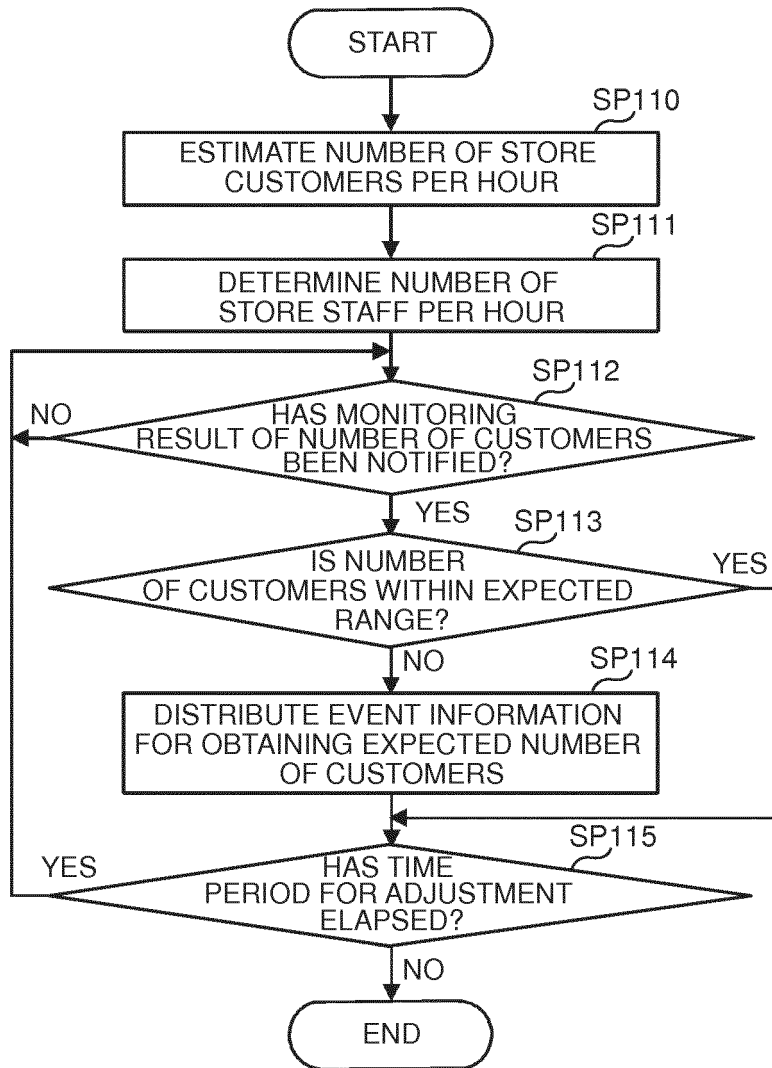 START
SP110
ESTIMATE NUMBER OF STORE
CUSTOMERS PER HOUR
SP111
DETERMINE NUMBER OF
STORE STAFF PER HOUR
SP112
NO
HAS MONITORING
RESULT OF NUMBER OF CUSTOMERS
BEEN NOTIFIED?
YES
SP113
IS NUMBER
OF CUSTOMERS WITHIN EXPECTED
RANGE?
YES
NO
SP114
DISTRIBUTE EVENT INFORMATION
FOR OBTAINING EXPECTED NUMBER
OF CUSTOMERS
SP115
YES
HAS TIME
PERIOD FOR ADJUSTMENT
ELAPSED?
NO
END